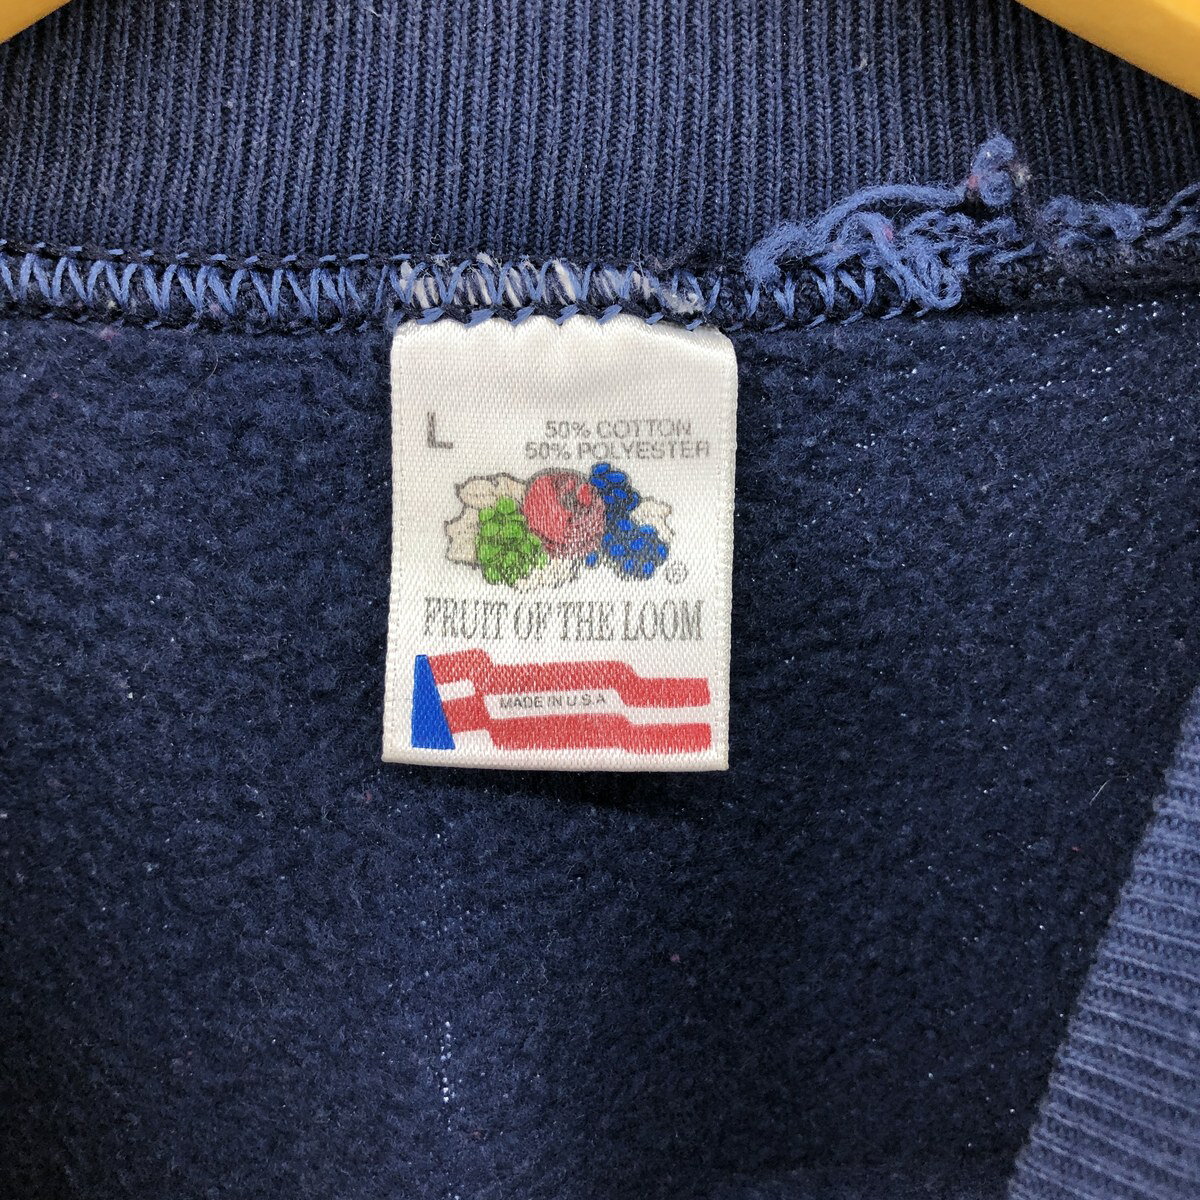 L
50% COTTON
50% POLYESTER
®
FRUIT OF THE LOOM
MADE IN U.S.A